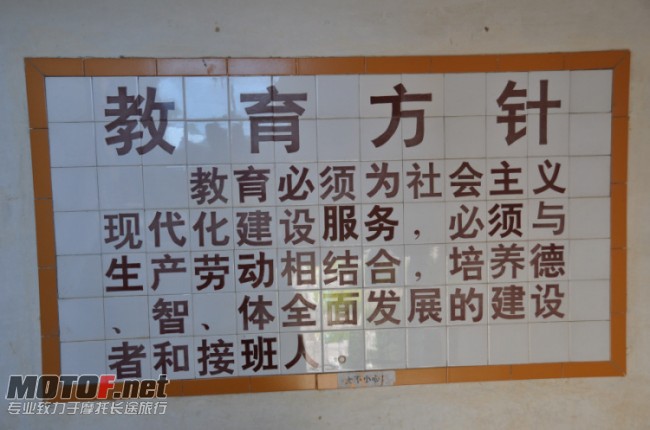 教育方针
教育必须为社会主义
现代化建设服务，必须与
生产劳动相结合，培养德
、智、体全面发展的建设
者和接班人。
MOTOF.net
专业致力于摩托长途旅行